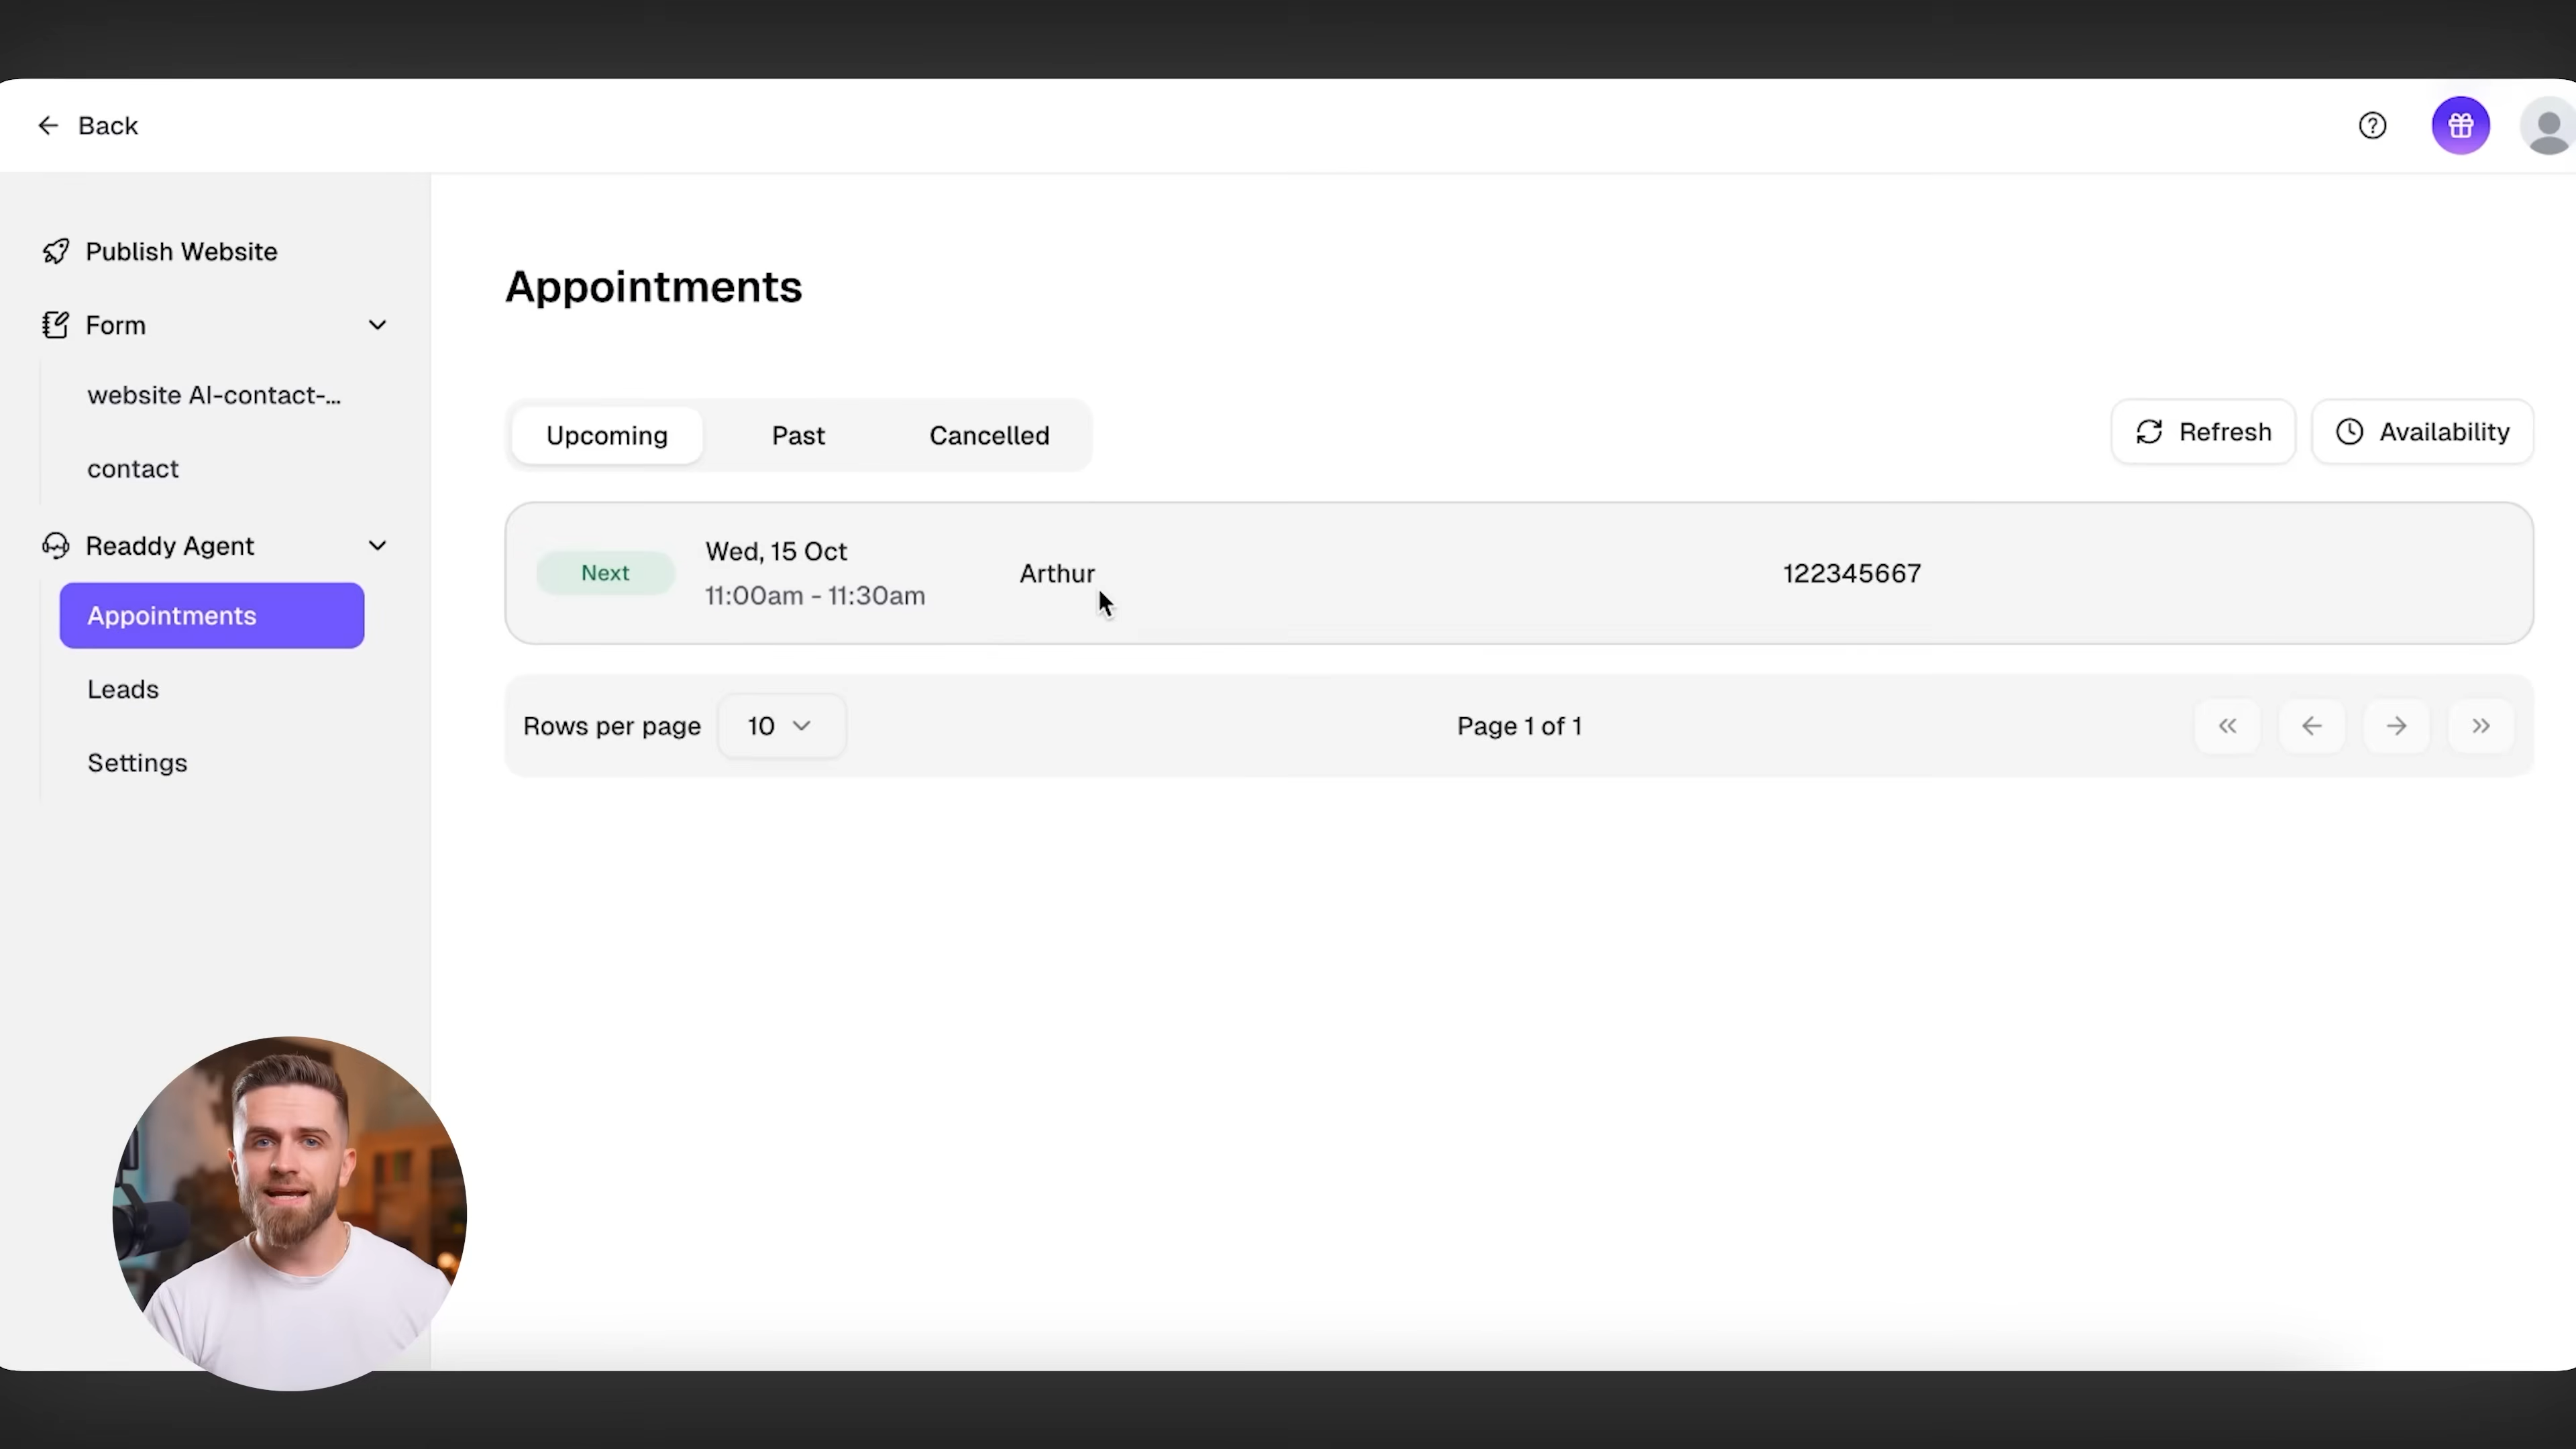 Back
Publish Website
Form
website AI-contact-...
contact
Readdy Agent
Appointments
Leads
Settings
Appointments
Upcoming
Past
Cancelled
Refresh
Availability
Next
Wed, 15 Oct
11:00am - 11:30am
Arthur
122345667
Rows per page
10
Page 1 of 1